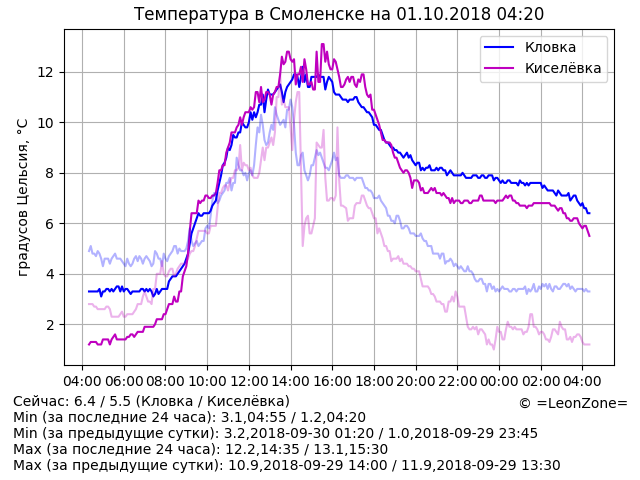 Температура в Смоленске на 01.10.2018 04:20
Кловка
Киселёвка
градусов Цельсия, °C
12
10
8
6
4
2
04:00 06:00 08:00 10:00 12:00 14:00 16:00 18:00 20:00 22:00 00:00 02:00 04:00
Сейчас: 6.4 / 5.5 (Кловка / Киселёвка)
© =LeonZone=
Min (за последние 24 часа): 3.1,04:55 / 1.2,04:20
Min (за предыдущие сутки): 3.2,2018-09-30 01:20 / 1.0,2018-09-29 23:45
Max (за последние 24 часа): 12.2,14:35 / 13.1,15:30
Max (за предыдущие сутки): 10.9,2018-09-29 14:00 / 11.9,2018-09-29 13:30